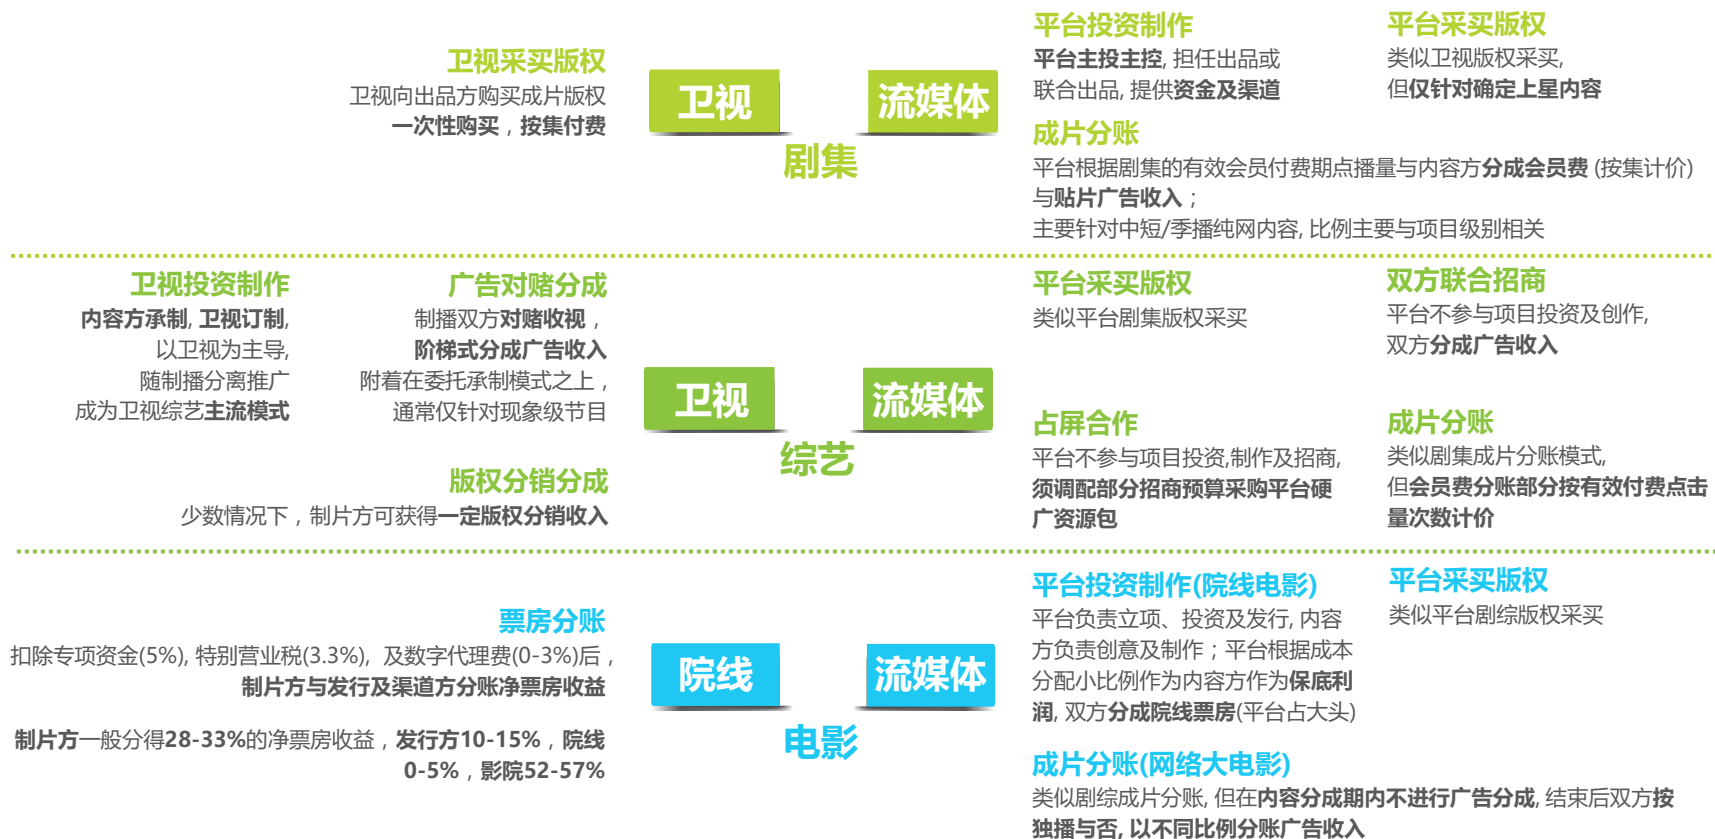 卫视采买版权
卫视向出品方购买成片版权
一次性购买，按集付费
卫视
流媒体
剧集
平台投资制作
平台主投主控, 担任出品或
联合出品, 提供资金及渠道
平台采买版权
类似卫视版权采买,
但仅针对确定上星内容
成片分账
平台根据剧集的有效会员付费期点播量与内容方分成会员费 (按集计价)
与贴片广告收入；
主要针对中短/季播纯网内容, 比例主要与项目级别相关
卫视投资制作
内容方承制, 卫视订制,
以卫视为主导,
随制播分离推广
成为卫视综艺主流模式
广告对赌分成
制播双方对赌收视，
阶梯式分成广告收入
附着在委托承制模式之上，
通常仅针对现象级节目
版权分销分成
少数情况下，制片方可获得一定版权分销收入
卫视
流媒体
综艺
平台采买版权
类似平台剧集版权采买
双方联合招商
平台不参与项目投资及创作,
双方分成广告收入
占屏合作
平台不参与项目投资,制作及招商,
须调配部分招商预算采购平台硬
广资源包
成片分账
类似剧集成片分账模式,
但会员费分账部分按有效付费点击
量次数计价
票房分账
扣除专项资金(5%), 特别营业税(3.3%), 及数字代理费(0-3%)后，
制片方与发行及渠道方分账净票房收益
制片方一般分得28-33%的净票房收益，发行方10-15%，院线
0-5%，影院52-57%
院线
流媒体
电影
平台投资制作(院线电影)
平台负责立项、投资及发行, 内容
方负责创意及制作；平台根据成本
分配小比例作为内容方作为保底利
润, 双方分成院线票房(平台占大头)
平台采买版权
类似平台剧综版权采买
成片分账(网络大电影)
类似剧综成片分账, 但在内容分成期内不进行广告分成, 结束后双方按
独播与否, 以不同比例分账广告收入